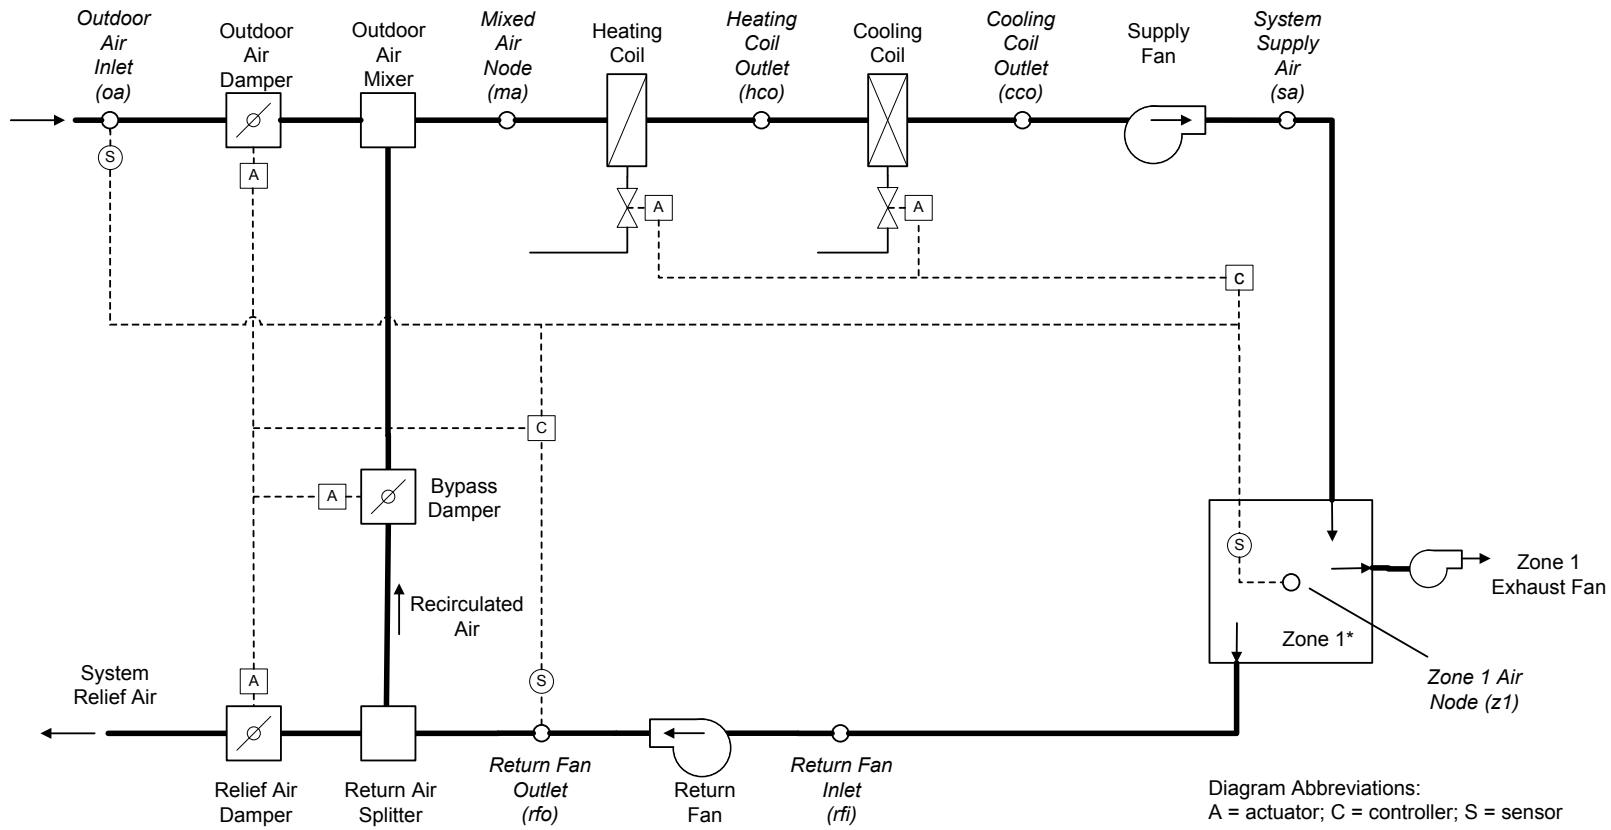 Outdoor
Air
Inlet
(oa)
Outdoor
Air
Damper
Outdoor
Air
Mixer
Mixed
Air
Node
(ma)
Heating
Coil
Heating
Coil
Outlet
(hco)
Cooling
Coil
Cooling
Coil
Outlet
(cco)
Supply
Fan
System
Supply
Air
(sa)
S
A
A
A
c
C
A
Bypass
Damper
S
Zone 1
Exhaust Fan
Recirculated
Air
Zone 1*
Zone 1 Air
Node (z1)
System
Relief Air
A
S
Relief Air
Damper
Return Air
Splitter
Return Fan
Outlet
(rfo)
Return
Fan
Return Fan
Inlet
(rfi)
Diagram Abbreviations:
A = actuator; C = controller; S = sensor